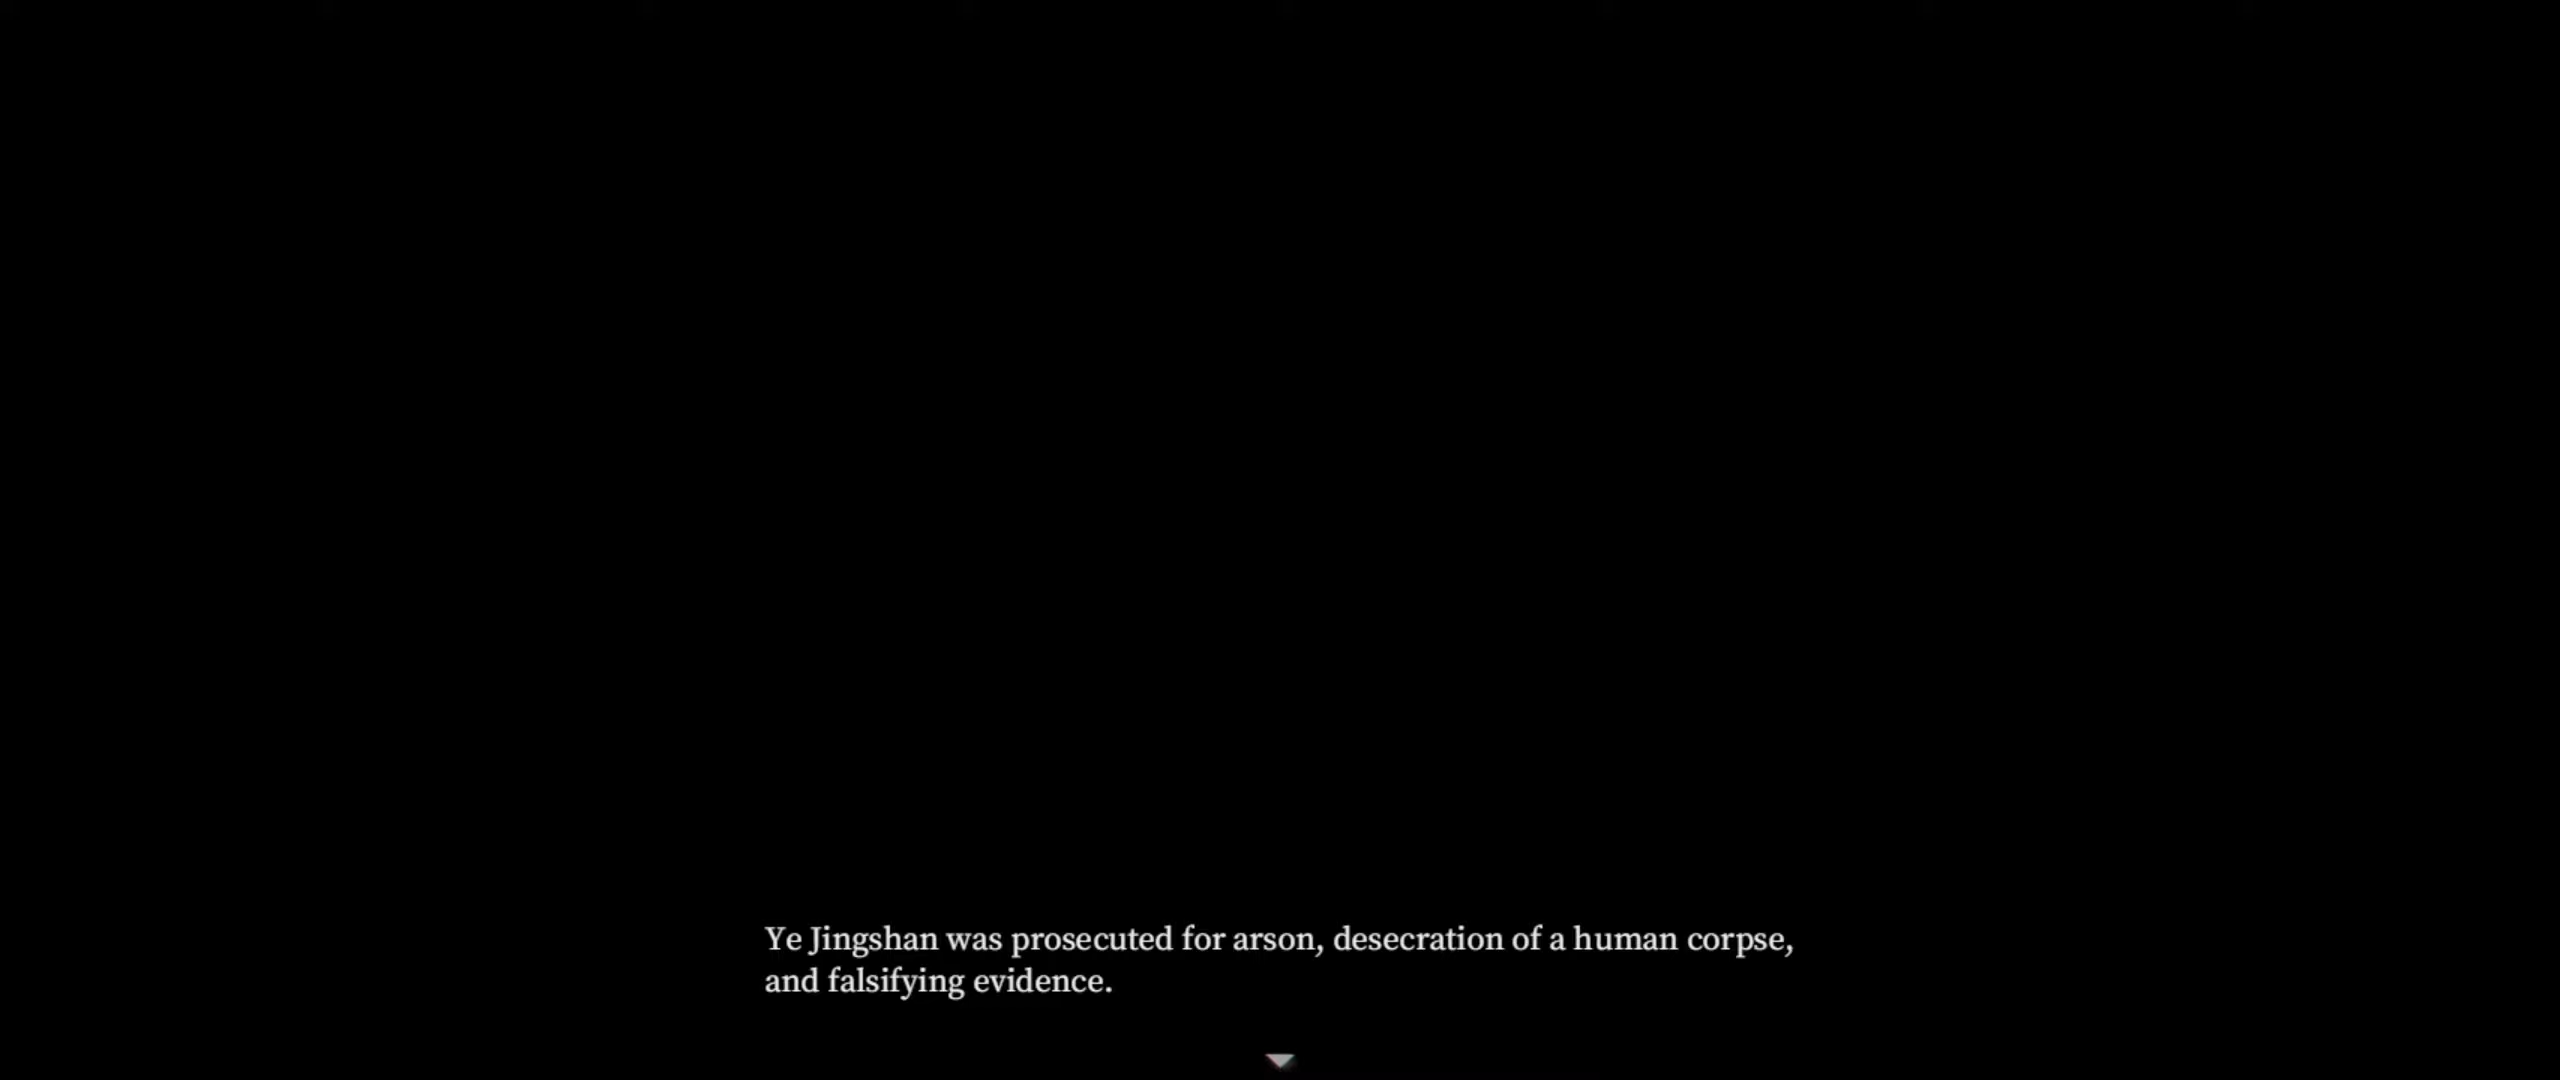 Ye Jingshan was prosecuted for arson, desecration of a human corpse,
and falsifying evidence.